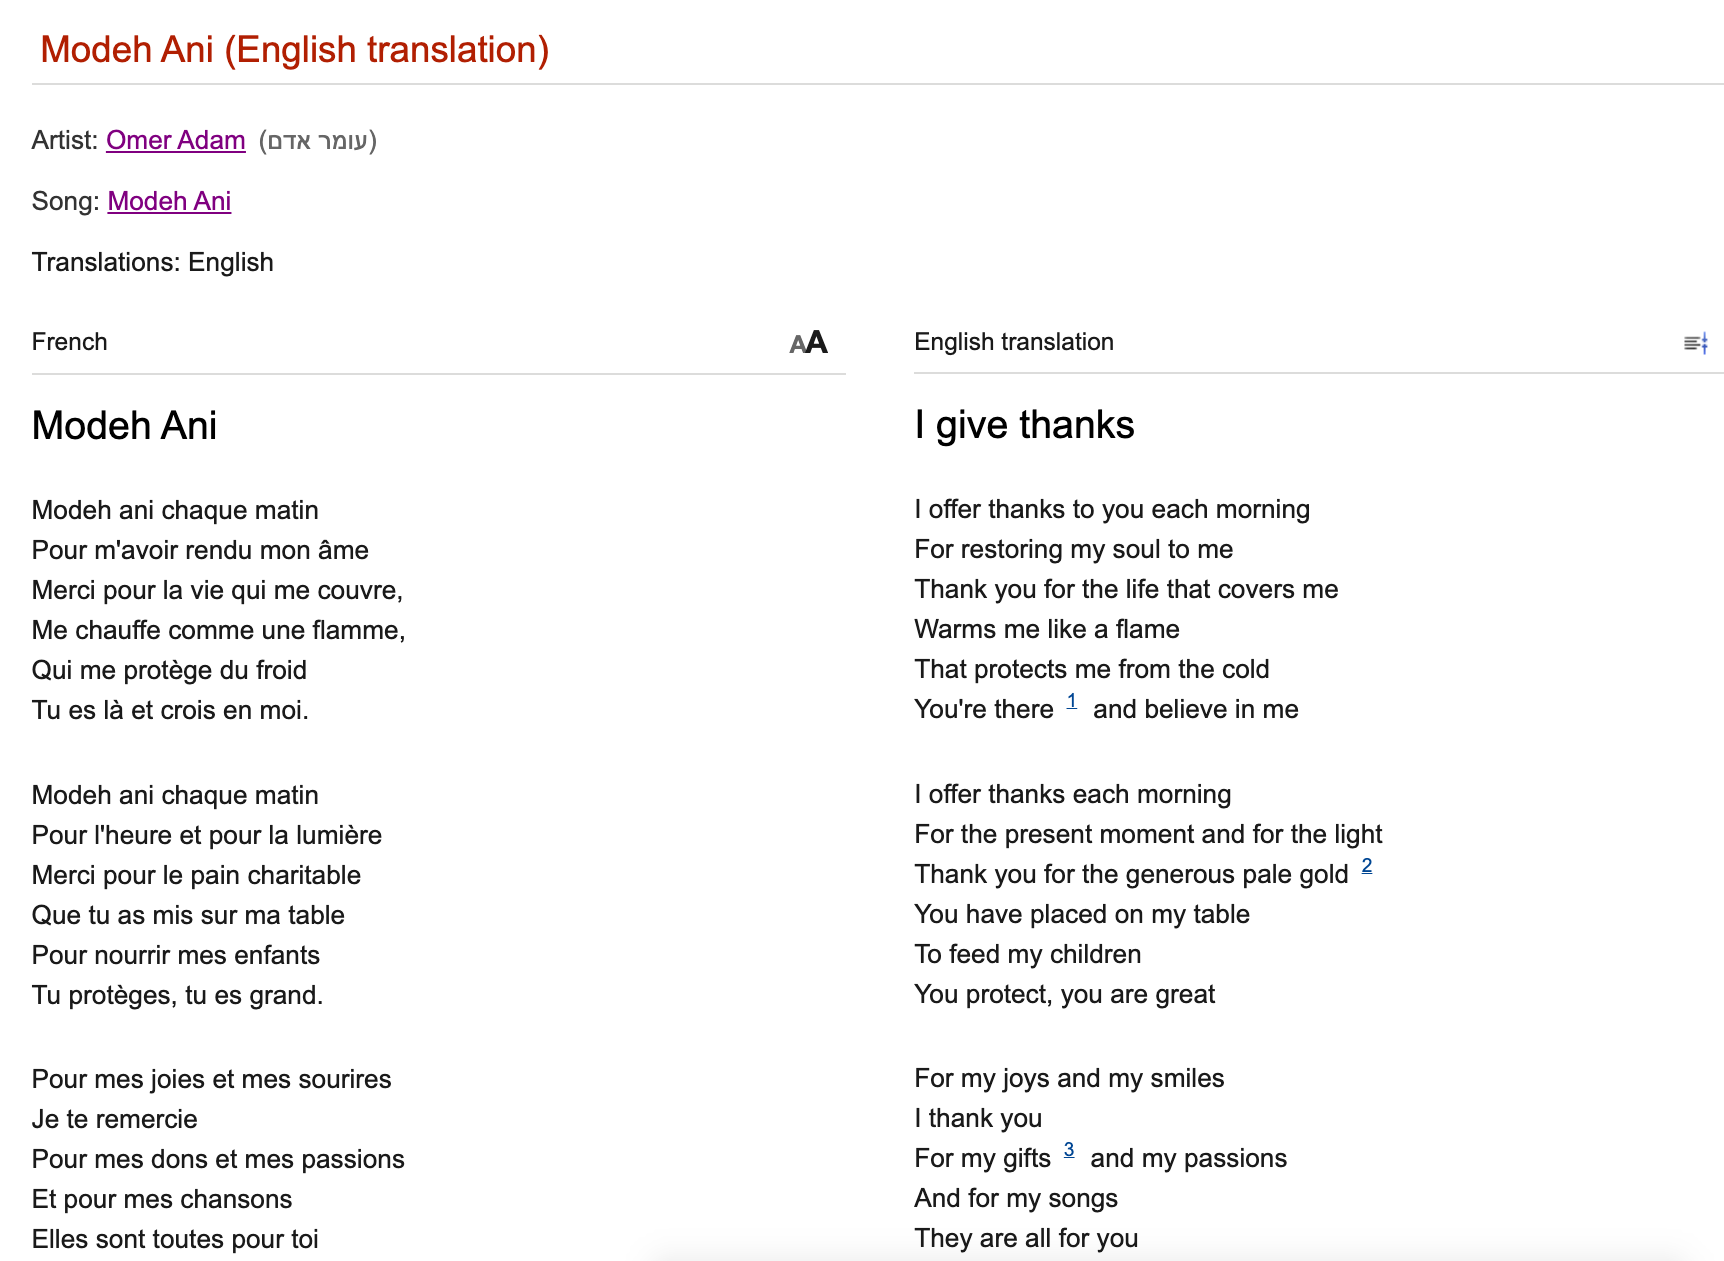 Modeh Ani (English translation)
Artist: Omer Adam (עומר אדם)
Song: Modeh Ani
Translations: English
French
AA
Modeh Ani
Modeh ani chaque matin
Pour m'avoir rendu mon âme
Merci pour la vie qui me couvre,
Me chauffe comme une flamme,
Qui me protège du froid
Tu es là et crois en moi.
Modeh ani chaque matin
Pour l'heure et pour la lumière
Merci pour le pain charitable
Que tu as mis sur ma table
Pour nourrir mes enfants
Tu protèges, tu es grand.
Pour mes joies et mes sourires
Je te remercie
Pour mes dons et mes passions
Et pour mes chansons
Elles sont toutes pour toi
English translation
I give thanks
I offer thanks to you each morning
For restoring my soul to me
Thank you for the life that covers me
Warms me like a flame
That protects me from the cold
You're there 1 and believe in me
I offer thanks each morning
For the present moment and for the light
Thank you for the generous pale gold 2
You have placed on my table
To feed my children
You protect, you are great
For my joys and my smiles
I thank you
For my gifts 3 and my passions
And for my songs
They are all for you